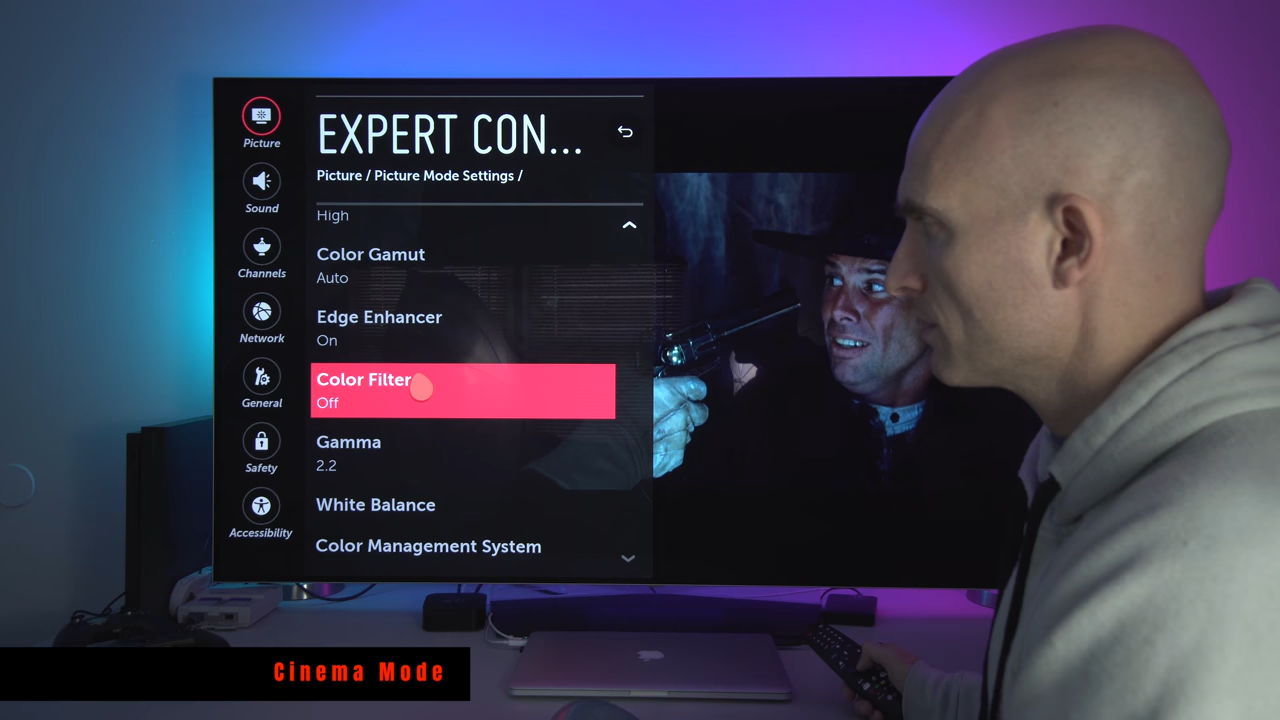 Picture
Sound
Channels
Network
General
Safety
Accessibility
EXPERT CON...
Picture / Picture Mode Settings /
High
Color Gamut
Auto
Edge Enhancer
On
Color Filter
Off
Gamma
2.2
White Balance
Color Management System
Cinema Mode